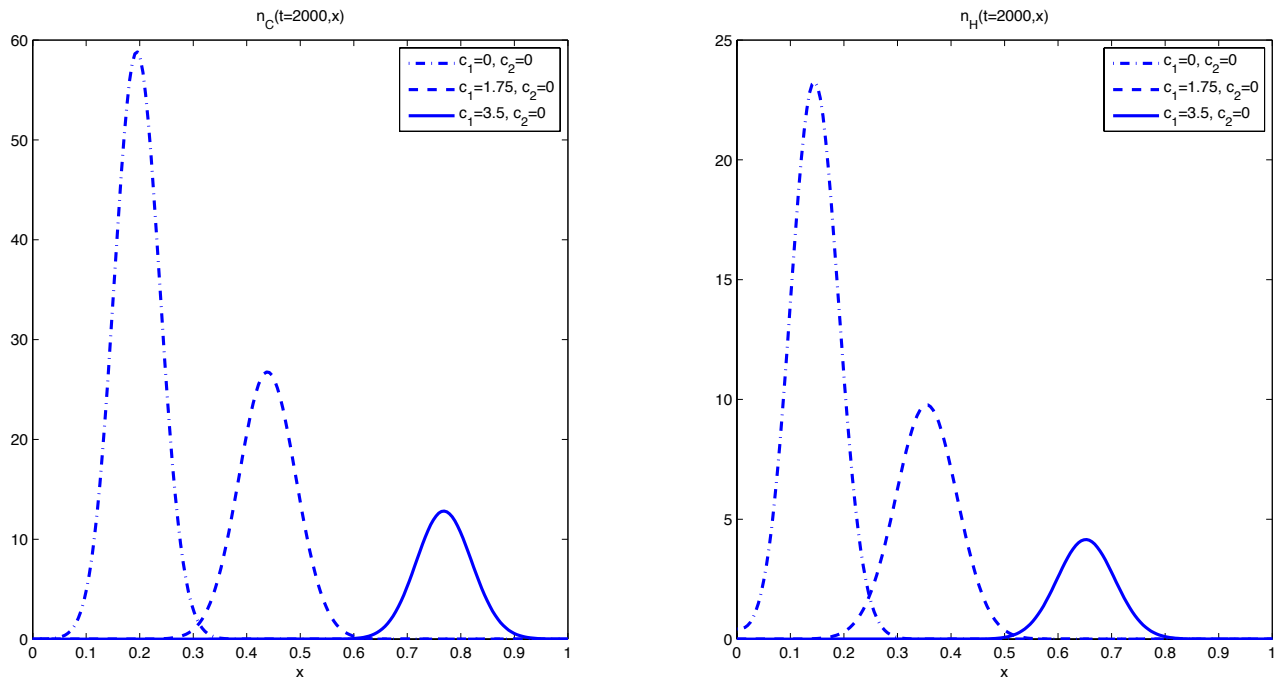 n_C(t=2000,x)
60
50
40
30
20
10
0
0 0.1 0.2 0.3 0.4 0.5 0.6 0.7 0.8 0.9 1
x
c_1=0, c_2=0
c_1=1.75, c_2=0
c_1=3.5, c_2=0
n_H(t=2000,x)
25
20
15
10
5
0
0 0.1 0.2 0.3 0.4 0.5 0.6 0.7 0.8 0.9 1
x
c_1=0, c_2=0
c_1=1.75, c_2=0
c_1=3.5, c_2=0